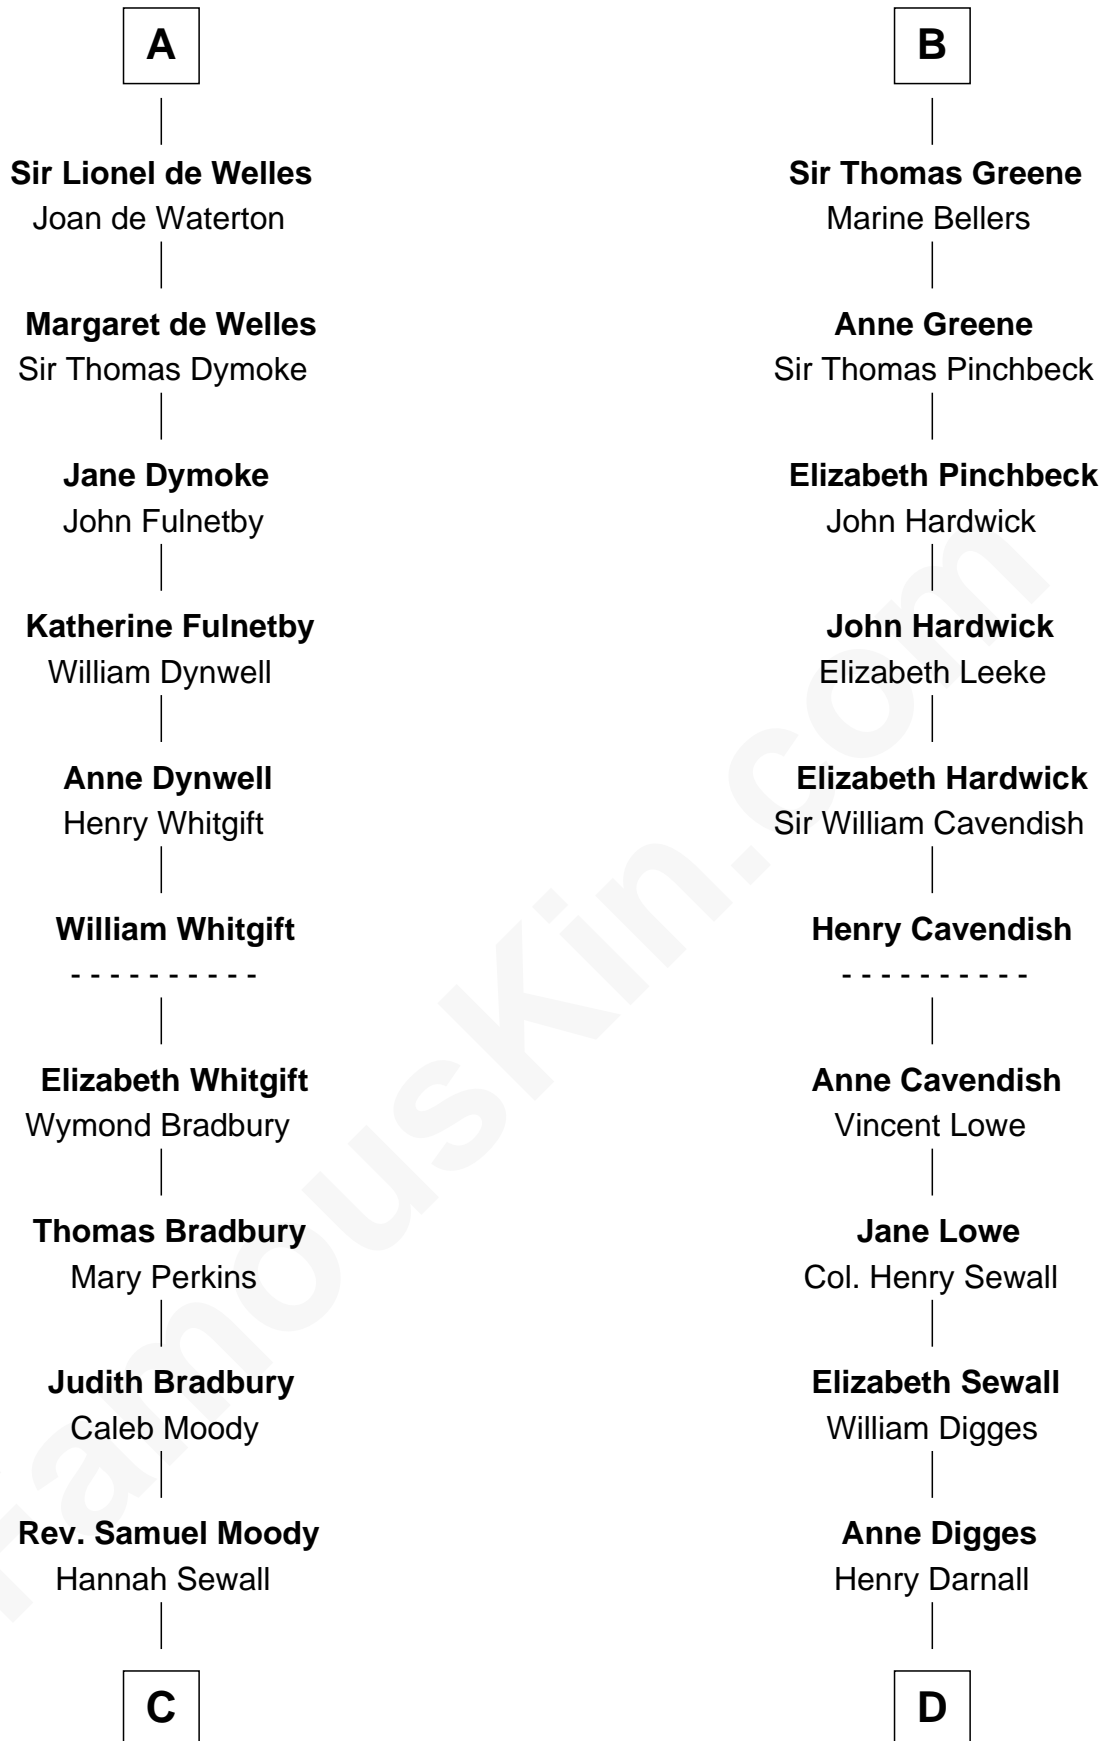 A
Sir Lionel de Welles
Joan de Waterton
Margaret de Welles
Sir Thomas Dymoke
Jane Dymoke
John Fulnetby
Katherine Fulnetby
William Dynwell
Anne Dynwell
Henry Whitgift
William Whitgift
- - - - - - - - - -
Elizabeth Whitgift
Wymond Bradbury
Thomas Bradbury
Mary Perkins
Judith Bradbury
Caleb Moody
Rev. Samuel Moody
Hannah Sewall
C
B
Sir Thomas Greene
Marine Bellers
Anne Greene
Sir Thomas Pinchbeck
Elizabeth Pinchbeck
John Hardwick
John Hardwick
Elizabeth Leeke
Elizabeth Hardwick
Sir William Cavendish
Henry Cavendish
- - - - - - - - - -
Anne Cavendish
Vincent Lowe
Jane Lowe
Col. Henry Sewall
Elizabeth Sewall
William Digges
Anne Digges
Henry Darnall
D
FamousKin.com